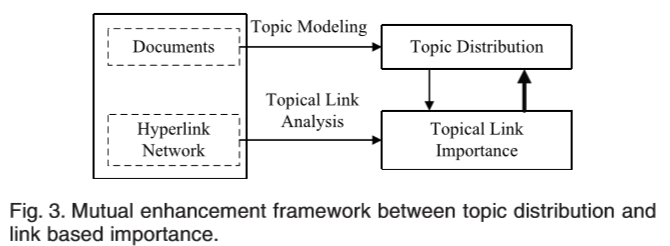 Topic Modeling
Documents
Topic Distribution
Topical Link
Analysis
Hyperlink
Network
Topical Link
Importance
Fig. 3. Mutual enhancement framework between topic distribution and
link based importance.